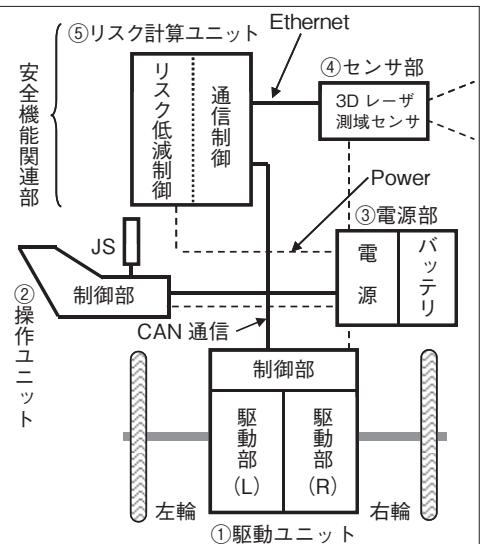 ⑤リスク計算ユニット
Ethernet
安全機能関連部
リスク低減制御
通信制御
④センサ部
3D レーザ
測域センサ
Power
③電源部
電源
バッテリ
JS
制御部
②操作ユニット
CAN 通信
制御部
駆動部
(L)
駆動部
(R)
左輪
右輪
①駆動ユニット